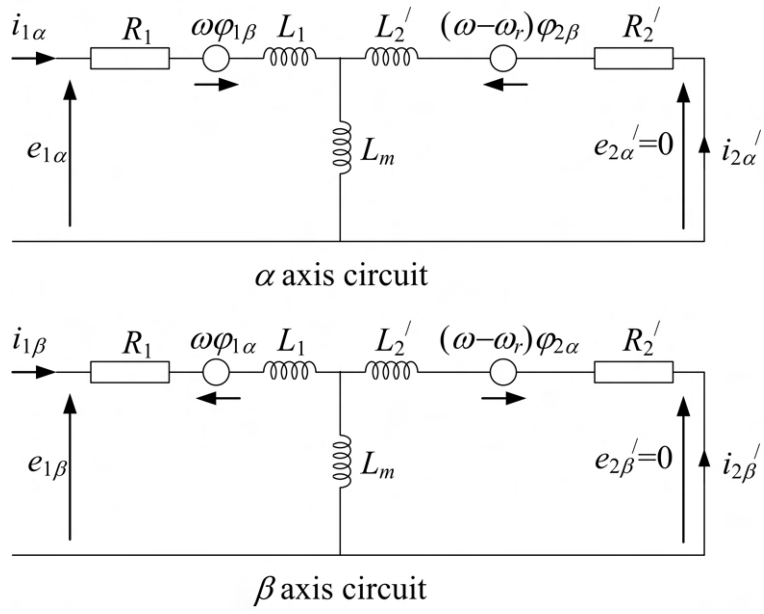 i₁α R₁ ωφ₁β L₁ L₂′ (ω−ωᵣ)φ₂β R₂′
e₁α Lₘ e₂α′=0 i₂α′
α axis circuit
i₁β R₁ ωφ₁α L₁ L₂′ (ω−ωᵣ)φ₂α R₂′
e₁β Lₘ e₂β′=0 i₂β′
β axis circuit